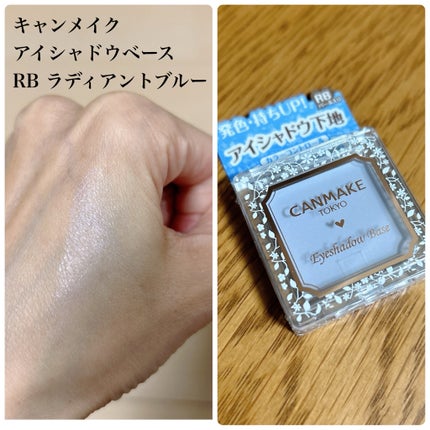 キャンメイク
アイシャドウベース
RB ラディアントブルー
発色・持ちUP!
RB
アイシャドウ下地
CANMAKE
TOKYO
Eyeshadow Base